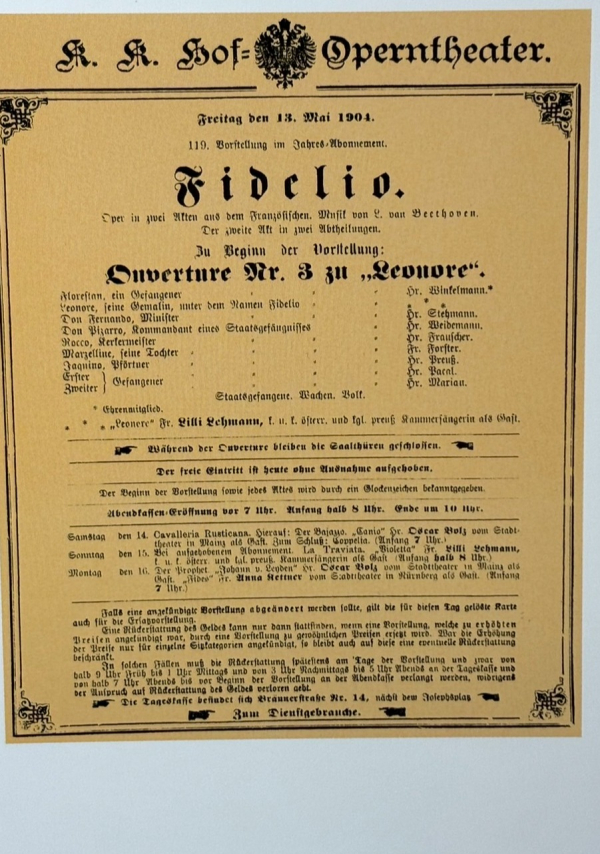 K. K. Hof-Operntheater.
Freitag den 13. Mai 1904.
119. Vorstellung im Jahres-Abonnement.
Fidelio.
Oper in zwei Akten aus dem Französischen. Musik von L. van Beethoven.
Der zweite Akt in zwei Abtheilungen.
Zu Beginn der Vorstellung:
Ouverture Nr. 3 zu „Leonore“.
Florestan, ein Gefangener Hr. Winkelmann.*
Leonore, seine Gemalin, unter dem Namen Fidelio * * *
Don Fernando, Minister Hr. Stehmann.
Don Pizarro, Kommandant eines Staatsgefängnisses Hr. Weidemann.
Rocco, Kerkermeister Hr. Frauscher.
Marzelline, seine Tochter Fr. Forster.
Jaquino, Pförtner Hr. Preuß.
Erster } Gefangener Hr. Pacal.
Zweiter } Hr. Marian.
Staatsgefangene. Wachen. Volk.
* Ehrenmitglied.
* * * „Leonore“ Fr. Lilli Lehmann, k. u. k. österr. und kgl. preuß Kammersängerin als Gast.
Während der Ouverture bleiben die Saalthüren geschlossen.
Der freie Eintritt ist heute ohne Ausnahme aufgehoben.
Der Beginn der Vorstellung sowie jedes Aktes wird durch ein Glockenzeichen bekanntgegeben.
Abendkassen-Eröffnung vor 7 Uhr. Anfang halb 8 Uhr. Ende um 10 Uhr.
Samstag den 14. Cavalleria Rusticana. Hierauf: Der Bajazzo. „Canio“ Hr. Oscar Bolz vom Stadt-
theater in Mainz als Gast. Zum Schluß: Coppelia. (Anfang 7 Uhr.)
Sonntag den 15. Bei aufgehobenem Abonnement. La Traviata. „Violetta“ Fr. Lilli Lehmann,
k. u. k. österr. und kgl. preuß. Kammersängerin als Gast (Anfang halb 8 Uhr.)
Montag den 16. Der Prophet. „Johann v. Leyden“ Hr. Oscar Bolz vom Stadttheater in Mainz als
Gast. „Fides“ Fr. Anna Kettner vom Stadttheater in Nürnberg als Gast. (Anfang
7 Uhr.)
Falls eine angekündigte Vorstellung abgeändert werden sollte, gilt die für diesen Tag gelöste Karte
auch für die Ersatzvorstellung.
Eine Rückerstattung des Geldes kann nur dann stattfinden, wenn eine Vorstellung, welche zu erhöhten
Preisen angekündigt war, durch eine Vorstellung zu gewöhnlichen Preisen ersetzt wird. War die Erhöhung
der Preise nur für einzelne Sitzkategorien angekündigt, so bleibt auch auf diese eine eventuelle Rückerstattung
beschränkt.
In solchen Fällen muß die Rückerstattung spätestens am Tage der Vorstellung und zwar von
halb 9 Uhr Früh bis 1 Uhr Mittags und von 3 Uhr Nachmittags bis 5 Uhr Abends an der Tageskasse und
von halb 7 Uhr Abends bis vor Beginn der Vorstellung an der Abendkasse verlangt werden, widrigens
der Anspruch auf Rückerstattung des Geldes verloren geht.
Die Tageskasse befindet sich Bräunerstraße Nr. 14, nächst dem Josephsplatz
Zum Dienstgebrauche.